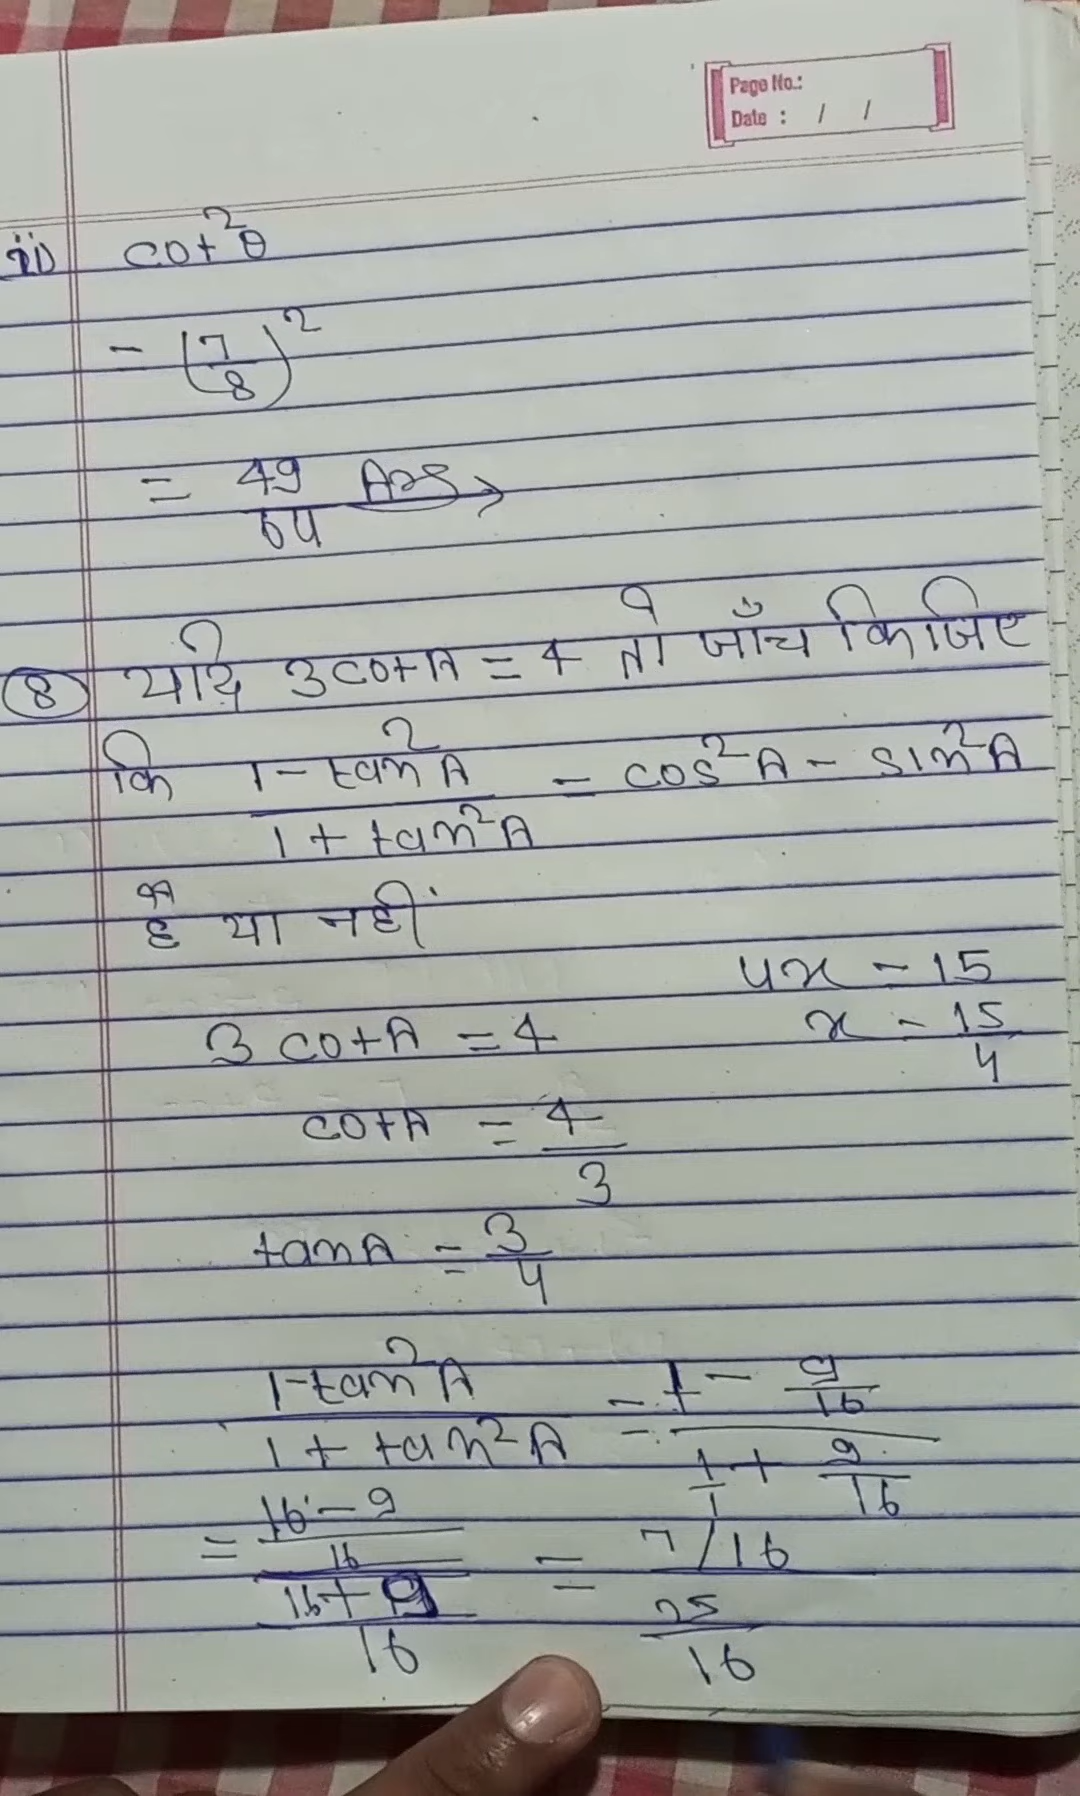 Page No.:
Date : / /
ii) cot²θ
= (7/8)²
= 49/64 Ans
8 यदि 3cotA = 4 तो जाँच किजिए
कि 1-tan²A / 1+tan²A = cos²A - sin²A
है या नहीं
4x = 15
3 cotA = 4
x = 15/4
cotA = 4/3
tanA = 3/4
1-tan²A / 1+tan²A = 1 - 9/16 / 1/1 + 9/16
= 16-9/16 / 16+9/16 = 7/16 / 25/16